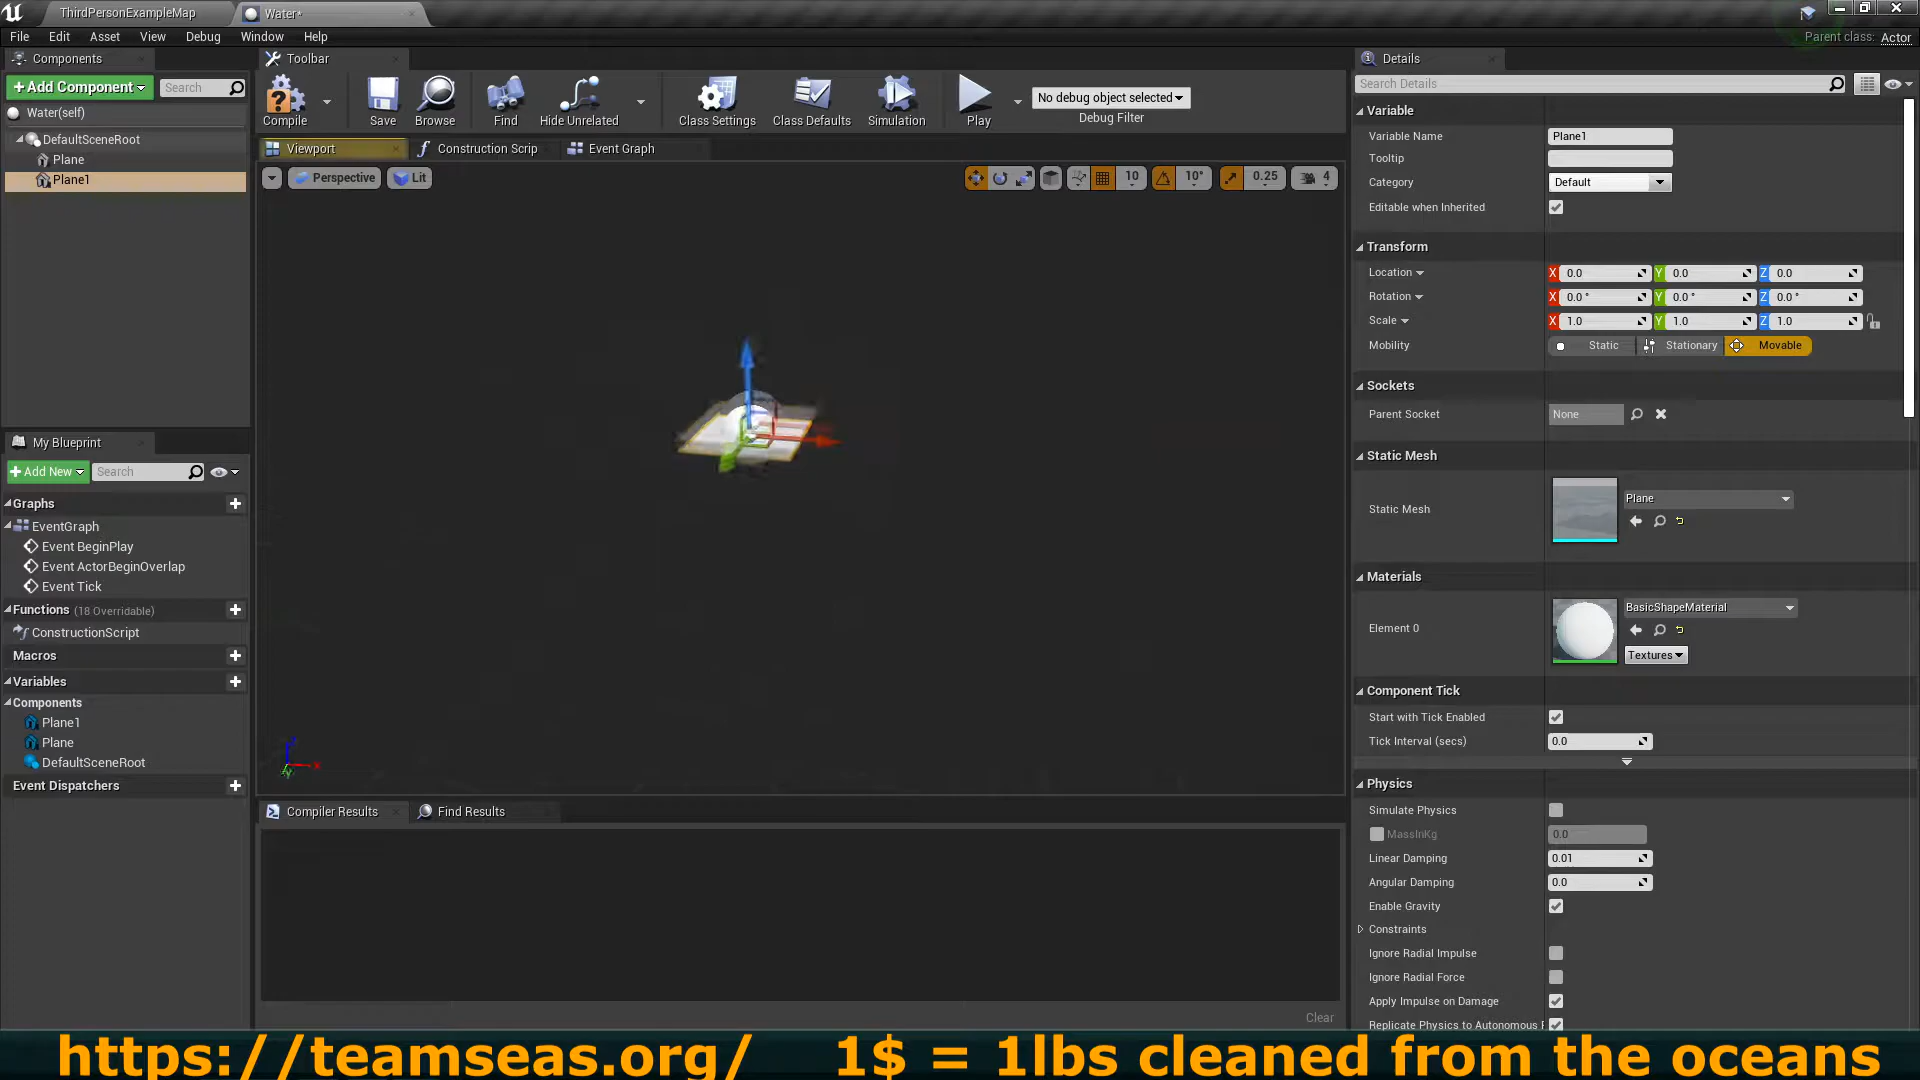 ThirdPersonExampleMap
Water*
File Edit Asset View Debug Window Help
Parent class: Actor
Components
Toolbar
Details
+Add Component
Search
Search Details
Water(self)
DefaultSceneRoot
Plane
Plane1
Compile
Save
Browse
Find
Hide Unrelated
Class Settings
Class Defaults
Simulation
Play
No debug object selected
Debug Filter
Viewport
Construction Scrip
Event Graph
Perspective
Lit
10
10°
0.25
4
Variable
Variable Name
Plane1
Tooltip
Category
Default
Editable when Inherited
Transform
Location
X 0.0 Y 0.0 Z 0.0
Rotation
X 0.0 ° Y 0.0 ° Z 0.0 °
Scale
X 1.0 Y 1.0 Z 1.0
Mobility
Static Stationary Movable
Sockets
Parent Socket
None
Static Mesh
Static Mesh
Plane
Materials
Element 0
BasicShapeMaterial
Textures
Component Tick
Start with Tick Enabled
Tick Interval (secs)
0.0
Physics
Simulate Physics
MassInKg
0.0
Linear Damping
0.01
Angular Damping
0.0
Enable Gravity
Constraints
Ignore Radial Impulse
Ignore Radial Force
Apply Impulse on Damage
Replicate Physics to Autonomous
My Blueprint
+Add New
Search
Graphs
EventGraph
Event BeginPlay
Event ActorBeginOverlap
Event Tick
Functions (18 Overridable)
ConstructionScript
Macros
Variables
Components
Plane1
Plane
DefaultSceneRoot
Event Dispatchers
Compiler Results
Find Results
Clear
https://teamseas.org/ 1$ = 1lbs cleaned from the oceans